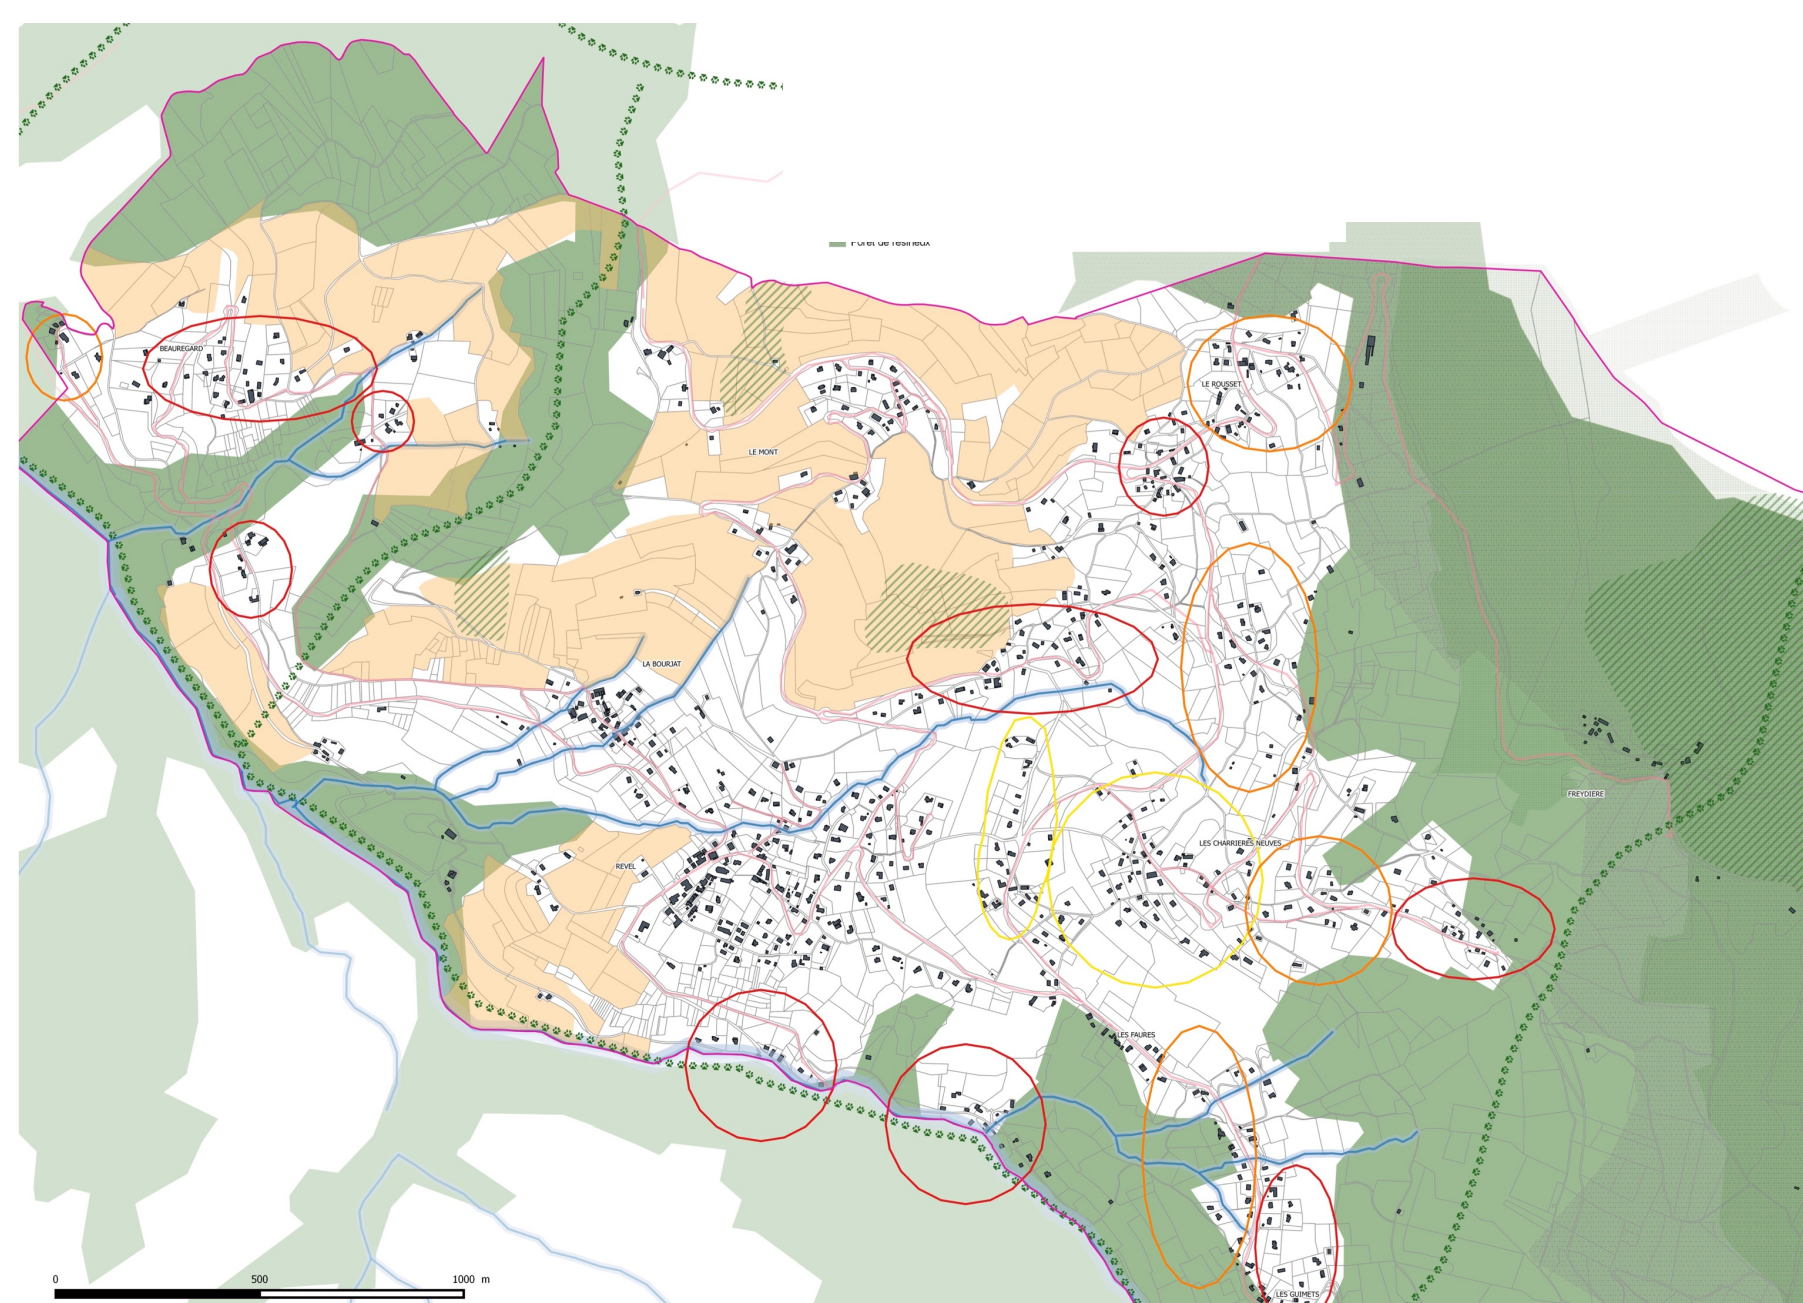 Forêt de résineux
BEAUREGARD
LE ROUSSET
LE MONT
LA BOURJAT
FREYDIERE
LES CHARRIERES NEUVES
REVEL
LES FAURES
0 500 1000 m
LES GUIMETS